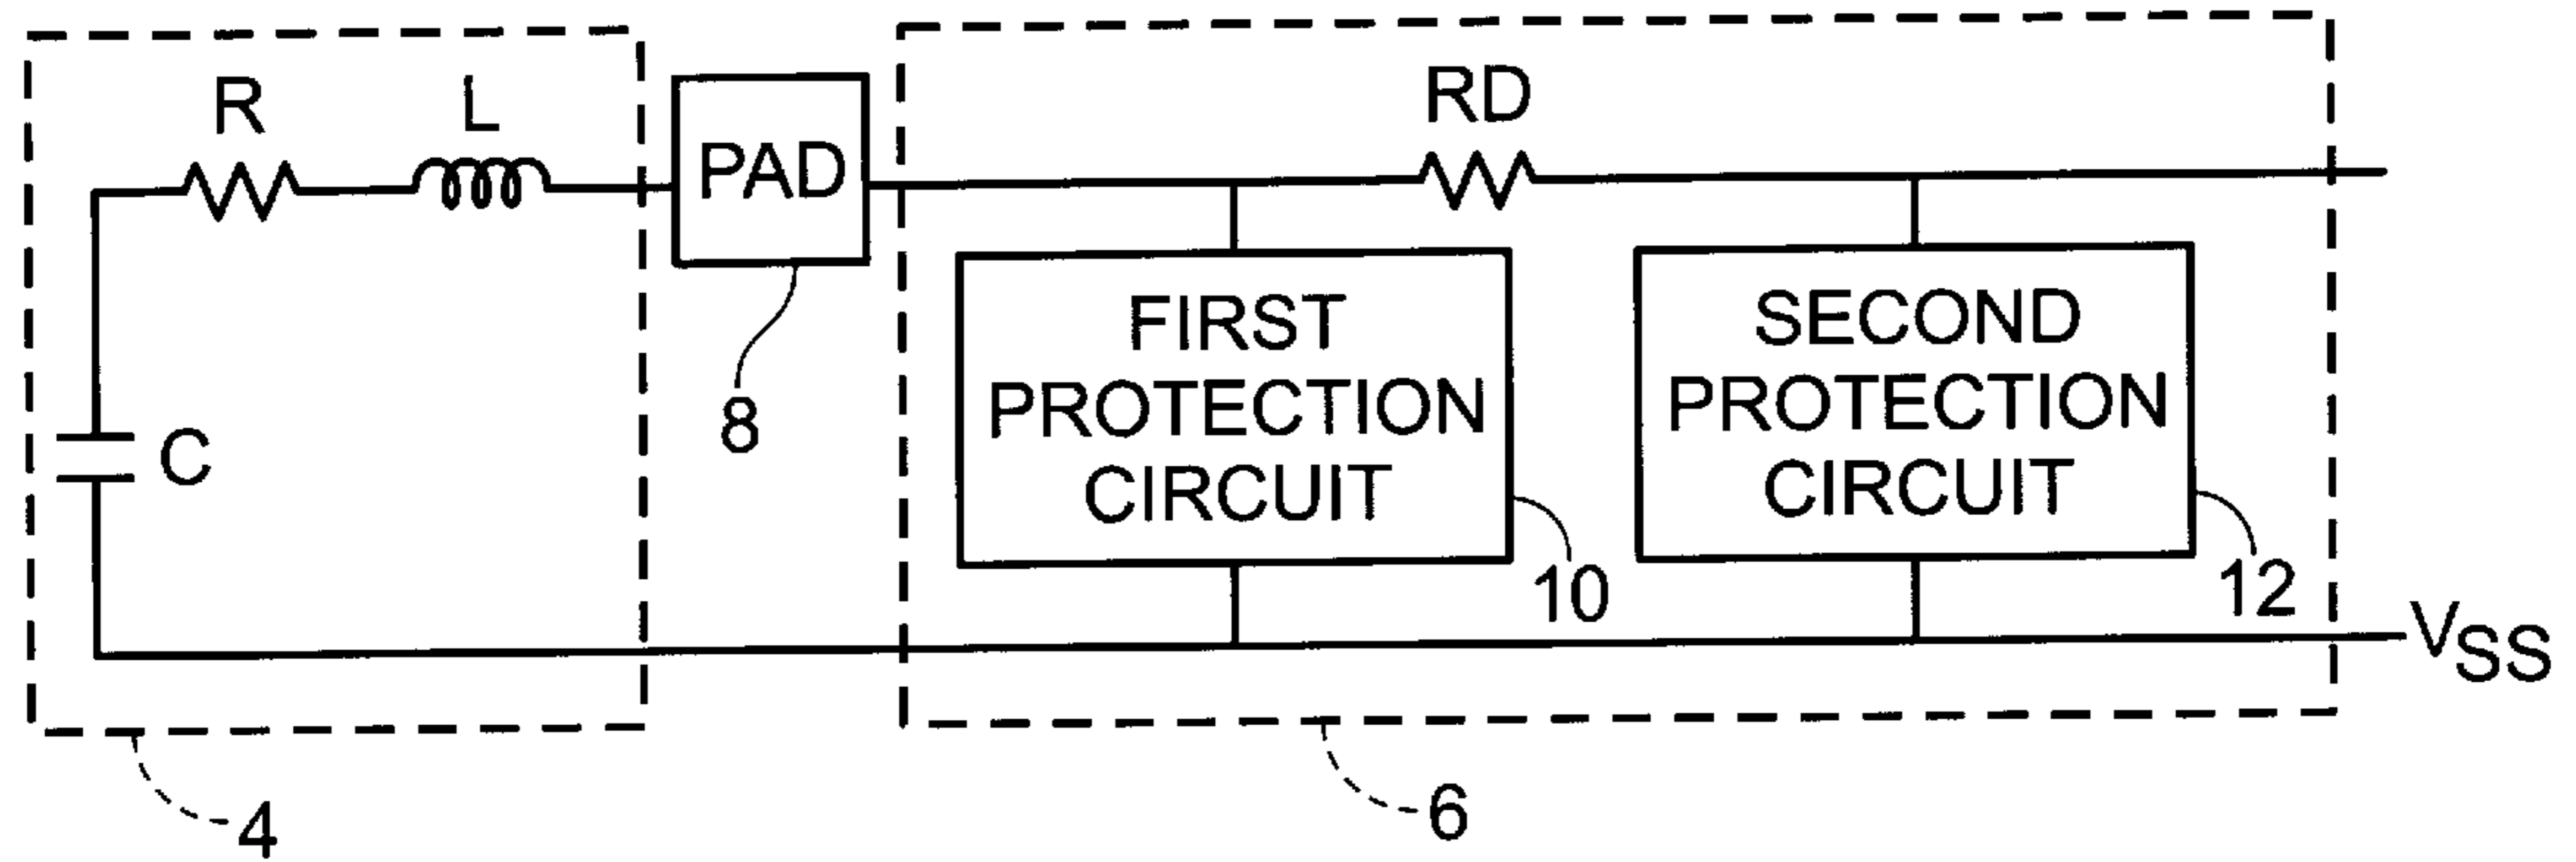 R
L
PAD
RD
FIRST
PROTECTION
CIRCUIT
SECOND
PROTECTION
CIRCUIT
C
8
10
12
VSS
4
6